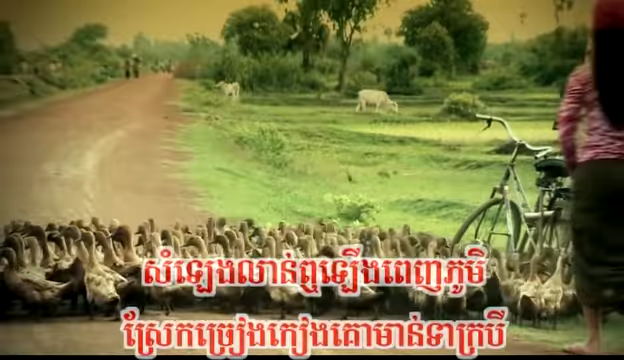 សំឡេងលាន់ឮឡើងពេញភូមិ
ស្រែកច្រៀងកៀងគោមាន់ទាក្របី